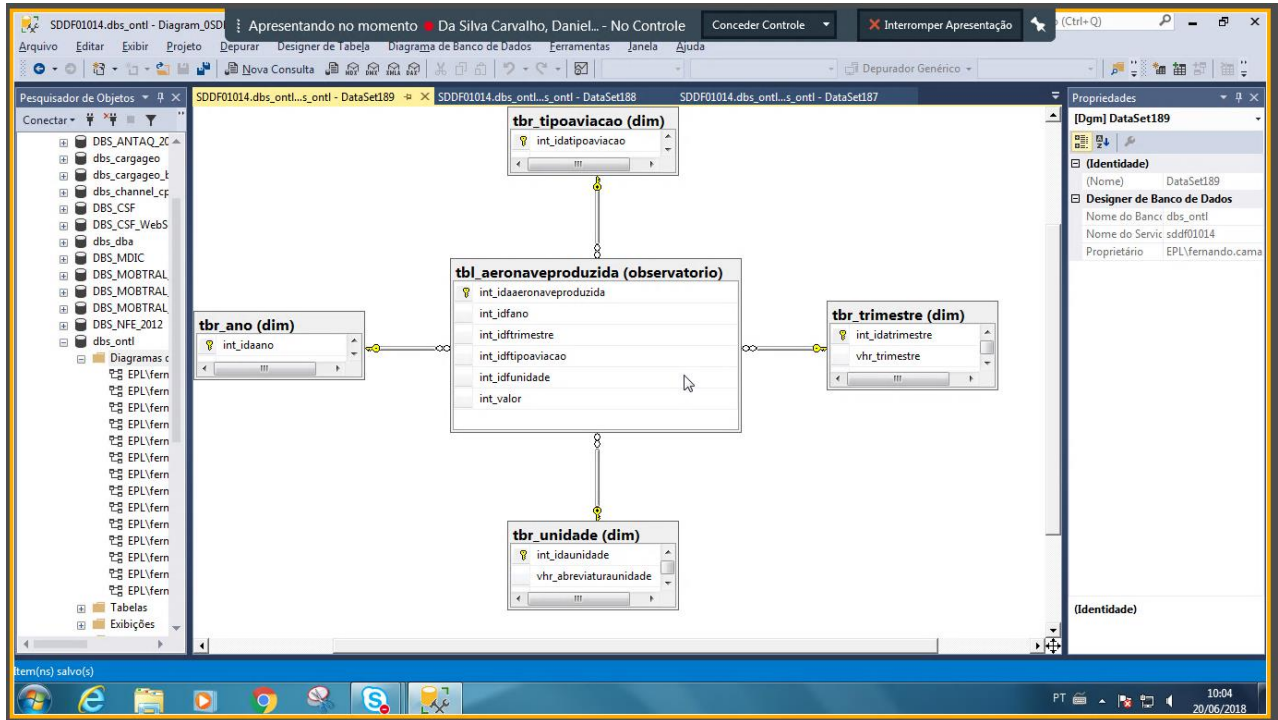 SDDF01014.dbs_ontl - Diagram_0SDI
Apresentando no momento
Da Silva Carvalho, Daniel... - No Controle
Conceder Controle
Interromper Apresentação
(Ctrl+Q)
Arquivo Editar Exibir Projeto Depurar Designer de Tabela Diagrama de Banco de Dados Ferramentas Janela Ajuda
Nova Consulta
Depurador Genérico
Pesquisador de Objetos
SDDF01014.dbs_ontl...s_ontl - DataSet189
SDDF01014.dbs_ontl...s_ontl - DataSet188
SDDF01014.dbs_ontl...s_ontl - DataSet187
Propriedades
Conectar
DBS_ANTAQ_20
dbs_cargageo
dbs_cargageo_b
dbs_channel_cp
DBS_CSF
DBS_CSF_WebS
dbs_dba
DBS_MDIC
DBS_MOBTRAL
DBS_MOBTRAL
DBS_MOBTRAL
DBS_NFE_2012
dbs_ontl
Diagramas d
EPL\fern
EPL\fern
EPL\fern
EPL\fern
EPL\fern
EPL\fern
EPL\fern
EPL\fern
EPL\fern
EPL\fern
EPL\fern
EPL\fern
EPL\fern
EPL\fern
Tabelas
Exibições
tbr_tipoaviacao (dim)
int_idatipoaviacao
tbl_aeronaveproduzida (observatorio)
int_idaaeronaveproduzida
int_idfano
int_idftrimestre
int_idftipoaviacao
int_idfunidade
int_valor
tbr_ano (dim)
int_idaano
tbr_trimestre (dim)
int_idatrimestre
vhr_trimestre
tbr_unidade (dim)
int_idaunidade
vhr_abreviaturaunidade
[Dgm] DataSet189
(Identidade)
(Nome) DataSet189
Designer de Banco de Dados
Nome do Banco dbs_ontl
Nome do Servic sddf01014
Proprietário EPL\fernando.cama
(Identidade)
Item(ns) salvo(s)
PT
10:04
20/06/2018